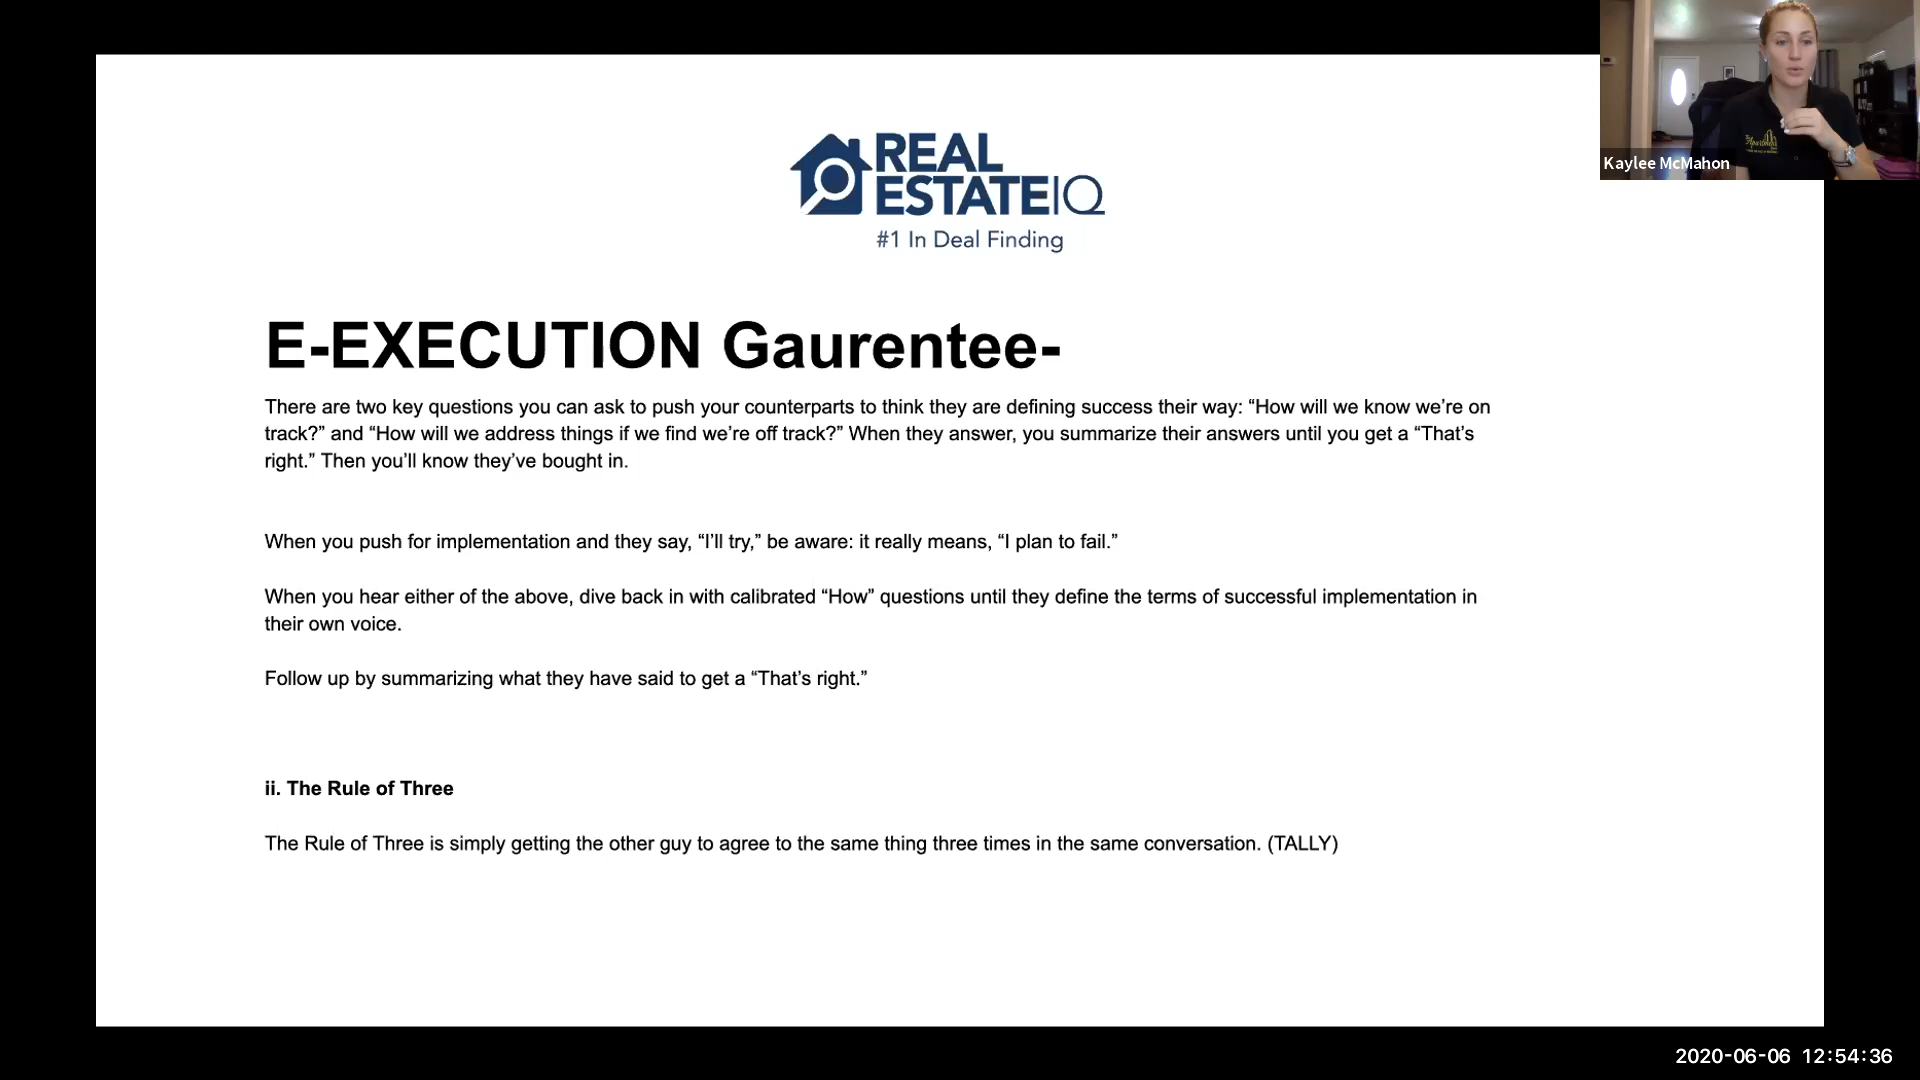 REAL
ESTATEIQ
#1 In Deal Finding
Kaylee McMahon
E-EXECUTION Gaurentee-
There are two key questions you can ask to push your counterparts to think they are defining success their way: “How will we know we’re on
track?” and “How will we address things if we find we’re off track?” When they answer, you summarize their answers until you get a “That’s
right.” Then you’ll know they’ve bought in.
When you push for implementation and they say, “I’ll try,” be aware: it really means, “I plan to fail.”
When you hear either of the above, dive back in with calibrated “How” questions until they define the terms of successful implementation in
their own voice.
Follow up by summarizing what they have said to get a “That’s right.”
ii. The Rule of Three
The Rule of Three is simply getting the other guy to agree to the same thing three times in the same conversation. (TALLY)
2020-06-06 12:54:36